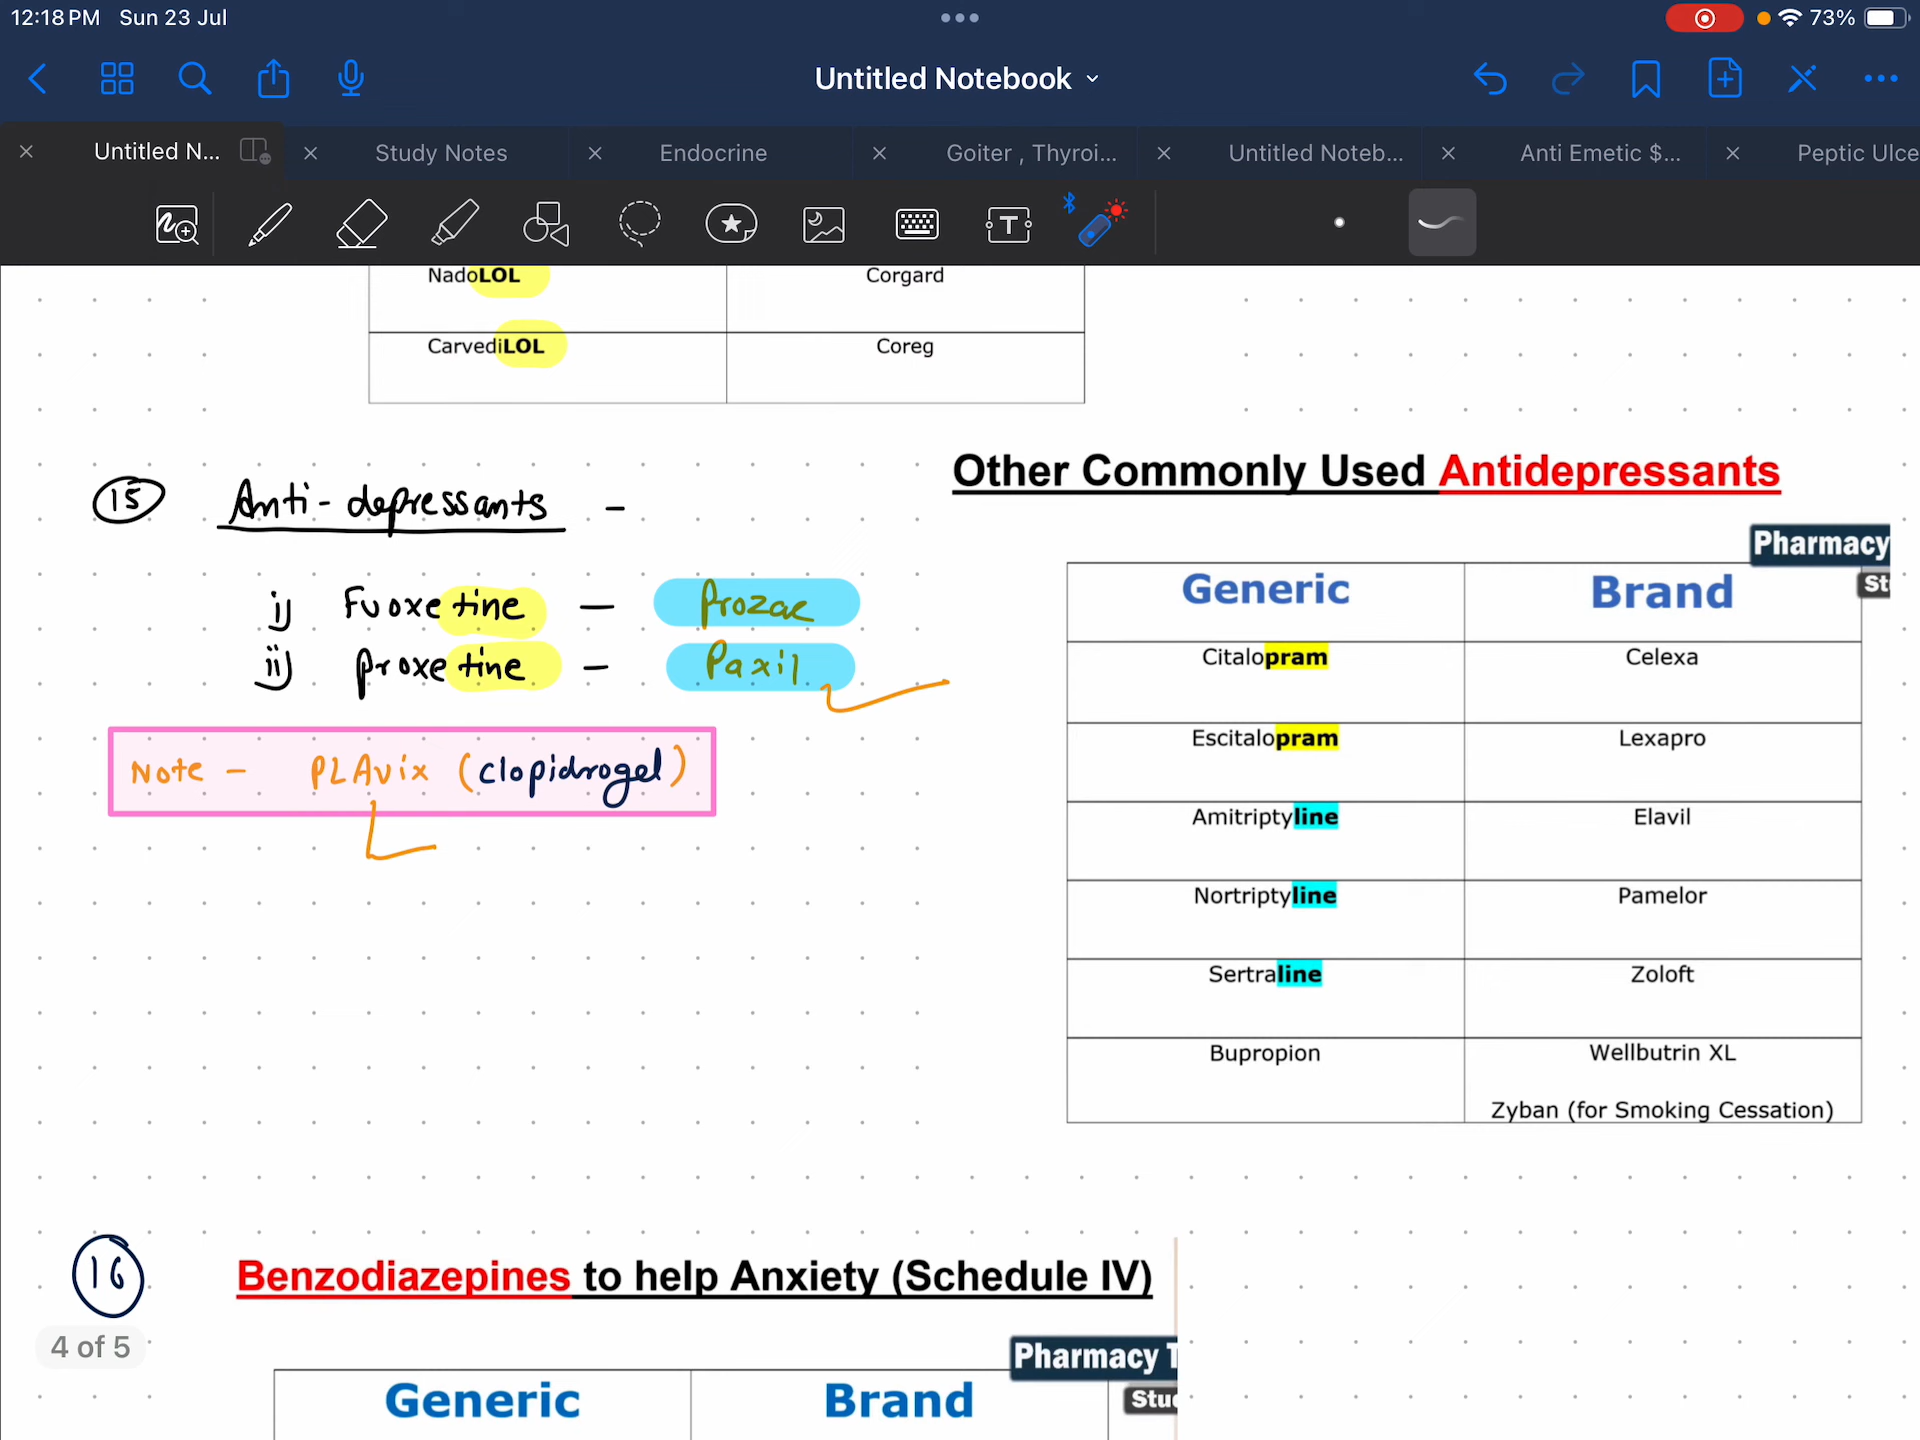 12:18 PM Sun 23 Jul
73%
Untitled Notebook
Untitled N...
Study Notes
Endocrine
Goiter , Thyroi...
Untitled Noteb...
Anti Emetic $...
Peptic Ulce
T
NadoLOL Corgard
CarvediLOL Coreg
15 Anti-depressants -
i) Fuoxetine - Prozac
ii) proxetine - Paxil
Note - PLAvix (clopidrogel)
Other Commonly Used Antidepressants
Pharmacy
St
Generic Brand
Citalopram Celexa
Escitalopram Lexapro
Amitriptyline Elavil
Nortriptyline Pamelor
Sertraline Zoloft
Bupropion Wellbutrin XL
Zyban (for Smoking Cessation)
16 Benzodiazepines to help Anxiety (Schedule IV)
4 of 5
Pharmacy T
Stu
Generic Brand